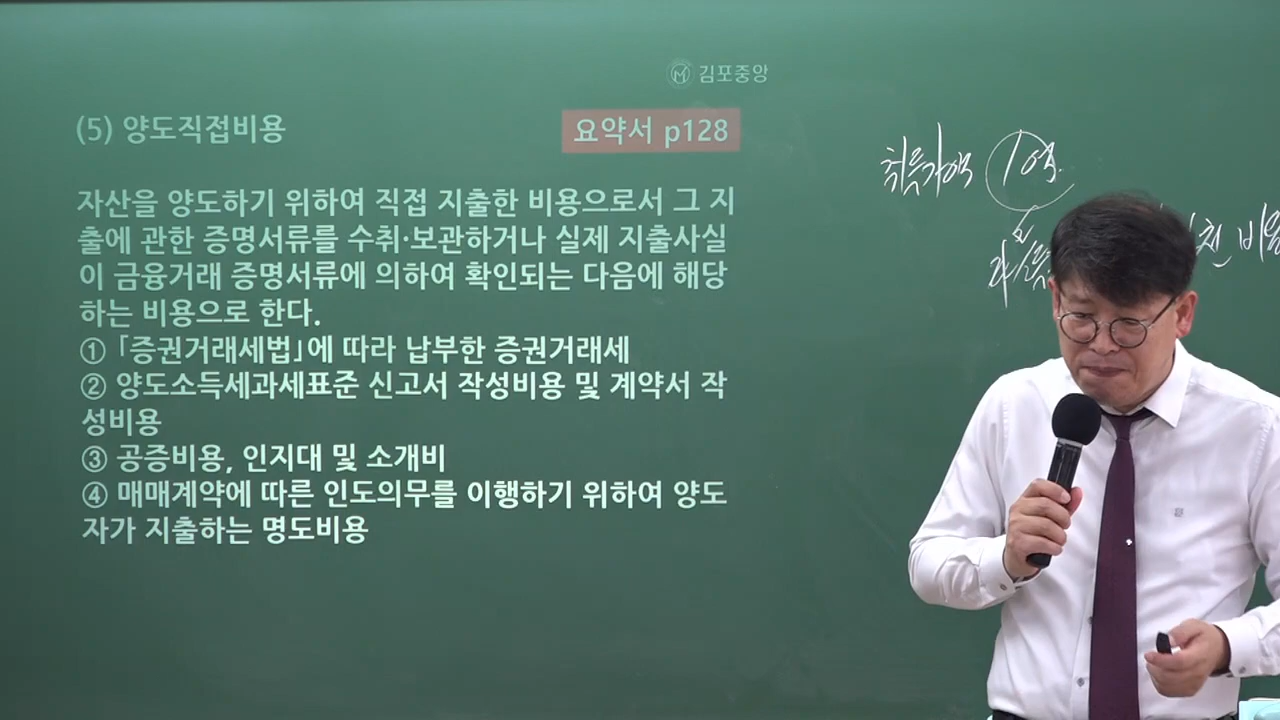 김포중앙
(5) 양도직접비용
요약서 p128
자산을 양도하기 위하여 직접 지출한 비용으로서 그 지
출에 관한 증명서류를 수취·보관하거나 실제 지출사실
이 금융거래 증명서류에 의하여 확인되는 다음에 해당
하는 비용으로 한다.
① 「증권거래세법」에 따라 납부한 증권거래세
② 양도소득세과세표준 신고서 작성비용 및 계약서 작
성비용
③ 공증비용, 인지대 및 소개비
④ 매매계약에 따른 인도의무를 이행하기 위하여 양도
자가 지출하는 명도비용
취득가액 1억
천 비용